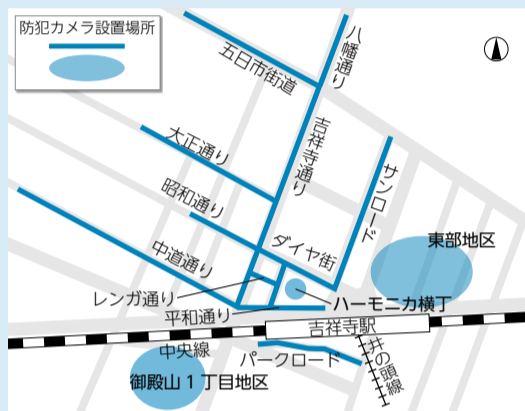 防犯カメラ設置場所
八幡通り
五日市街道
吉祥寺通り
大正通り
サンロード
昭和通り
ダイヤ街
東部地区
中道通り
レンガ通り
ハーモニカ横丁
平和通り
吉祥寺駅
中央線
パークロード
井の頭線
御殿山1丁目地区